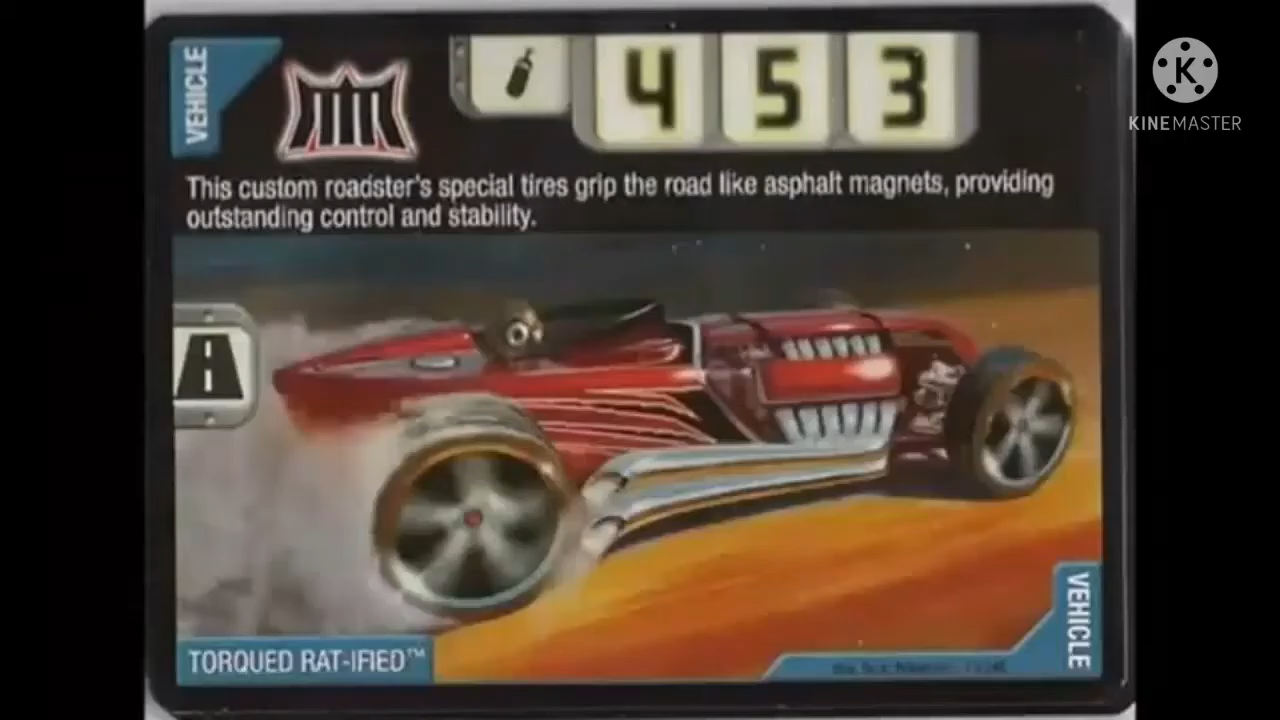 VEHICLE
4 5 3
K
KINEMASTER
This custom roadster's special tires grip the road like asphalt magnets, providing
outstanding control and stability.
TORQUED RAT-IFIED™
VEHICLE